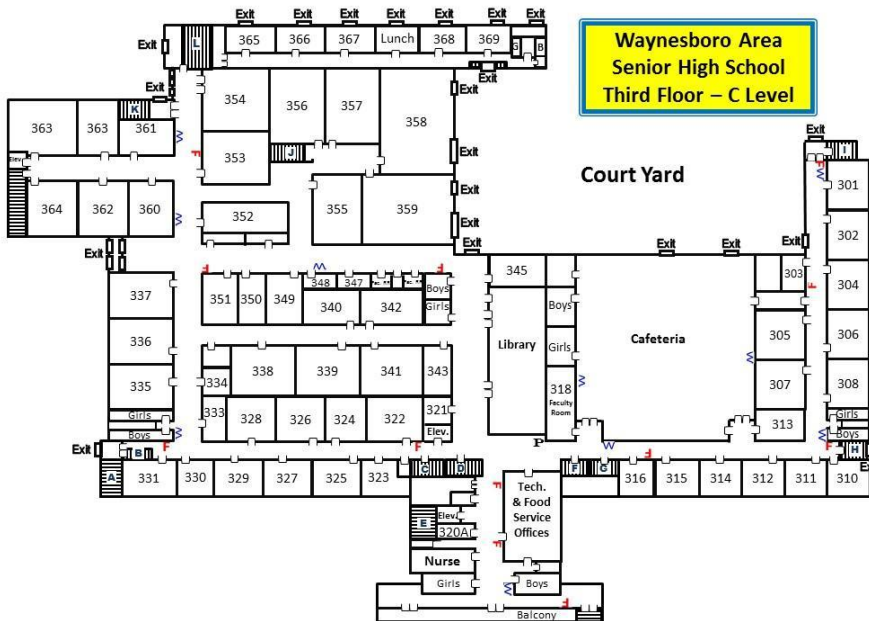 Exit Exit Exit Exit Exit Exit
Waynesboro Area
Senior High School
Third Floor – C Level
Exit L 365 366 367 Lunch 368 369 G B
Exit
Exit Exit
K
363 363 361 W
354 356 357 358
Exit
Exit I
Elev. F 353 J
Exit
Court Yard
F W 301
364 362 360 W
352 355 359
Exit
Exit
302
Exit
Exit Exit Exit Exit
F W F
345 303 F 304
337 351 350 349 348 347 Boys
340 342 Girls
Boys
336
Library Girls Cafeteria W 305 306
335 334 338 339 341 343
318
Faculty
Room
W
307 308
333 328 326 324 322 321
Elev.
313
Girls
Boys W
Girls
W Boys
Exit B F F P W F H
A 331 330 329 327 325 323 C D F G 316 315 314 312 311 310 Exit
F
Tech.
& Food
Service
Offices
E Elev.
320A
F
Nurse
Girls W Boys
F
Balcony